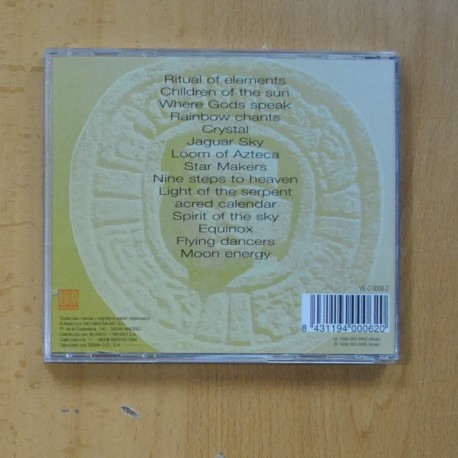 Ritual of elements
Children of the sun
Where Gods speak
Rainbow chants
Crystal
Jaguar Sky
Loom of Azteca
Star Makers
Nine steps to heaven
Light of the serpent
acred calendar
Spirit of the sky
Equinox
Flying dancers
Moon energy
8 431194 000620